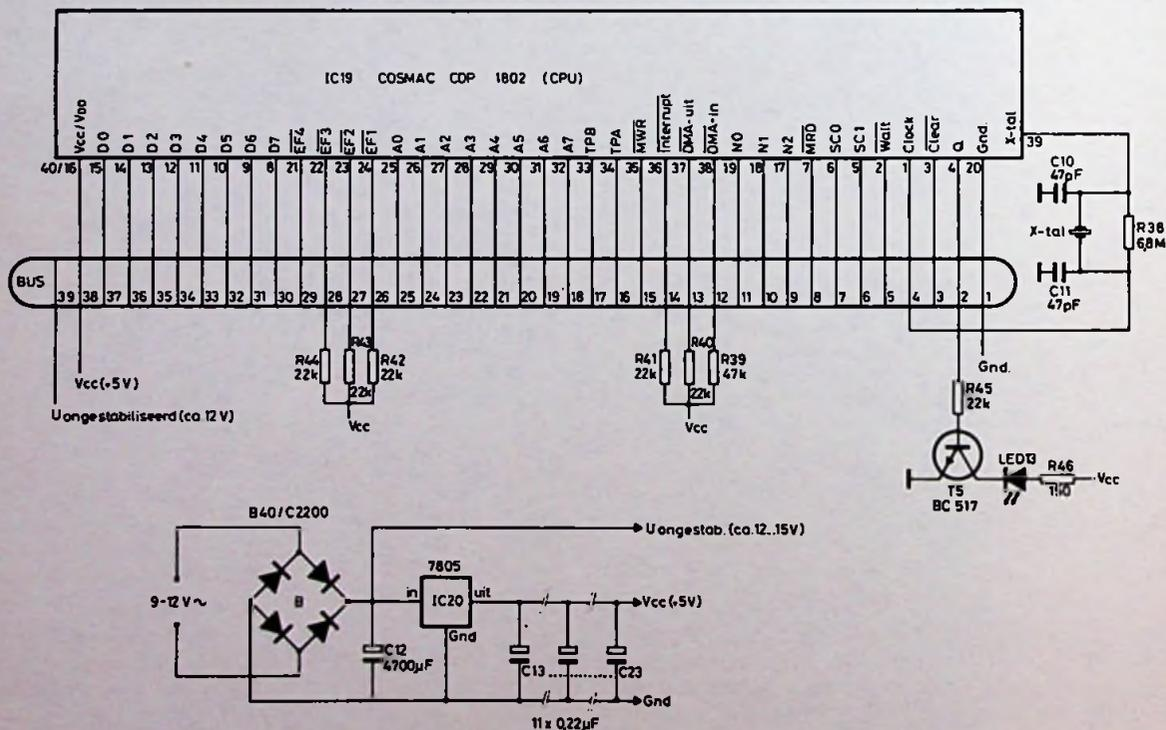 IC19 COSMAC CDP 1802 (CPU)
Vcc/VDD D0 D1 D2 D3 D4 D5 D6 D7 EF4 EF3 EF2 EF1 A0 A1 A2 A3 A4 A5 A6 A7 TPB TPA MWR Interrupt DMA-uit DMA-in N0 N1 N2 MRD SC0 SC1 Wait Clock Clear Q Gnd. X-tal
40/16 15 14 13 12 11 10 9 8 21 22 23 24 25 26 27 28 29 30 31 32 33 34 35 36 37 38 19 18 17 7 6 5 2 1 3 4 20
39
C10
47pF
X-tal
R38
6,8M
C11
47pF
BUS
39 38 37 36 35 34 33 32 31 30 29 28 27 26 25 24 23 22 21 20 19 18 17 16 15 14 13 12 11 10 9 8 7 6 5 4 3 2 1
Vcc(+5V)
U ongestabiliseerd (ca. 12 V)
R44
22k
R43
22k
R42
22k
Vcc
R41
22k
R40
22k
R39
47k
Vcc
Gnd.
R45
22k
T5
BC 517
LED13
R46
Vcc
B40/C2200
9-12V~
B
U ongestab. (ca. 12...15V)
7805
in
IC20
uit
Gnd
C12
4700µF
C13 ............ C23
Vcc (+5V)
Gnd
11 x 0,22µF